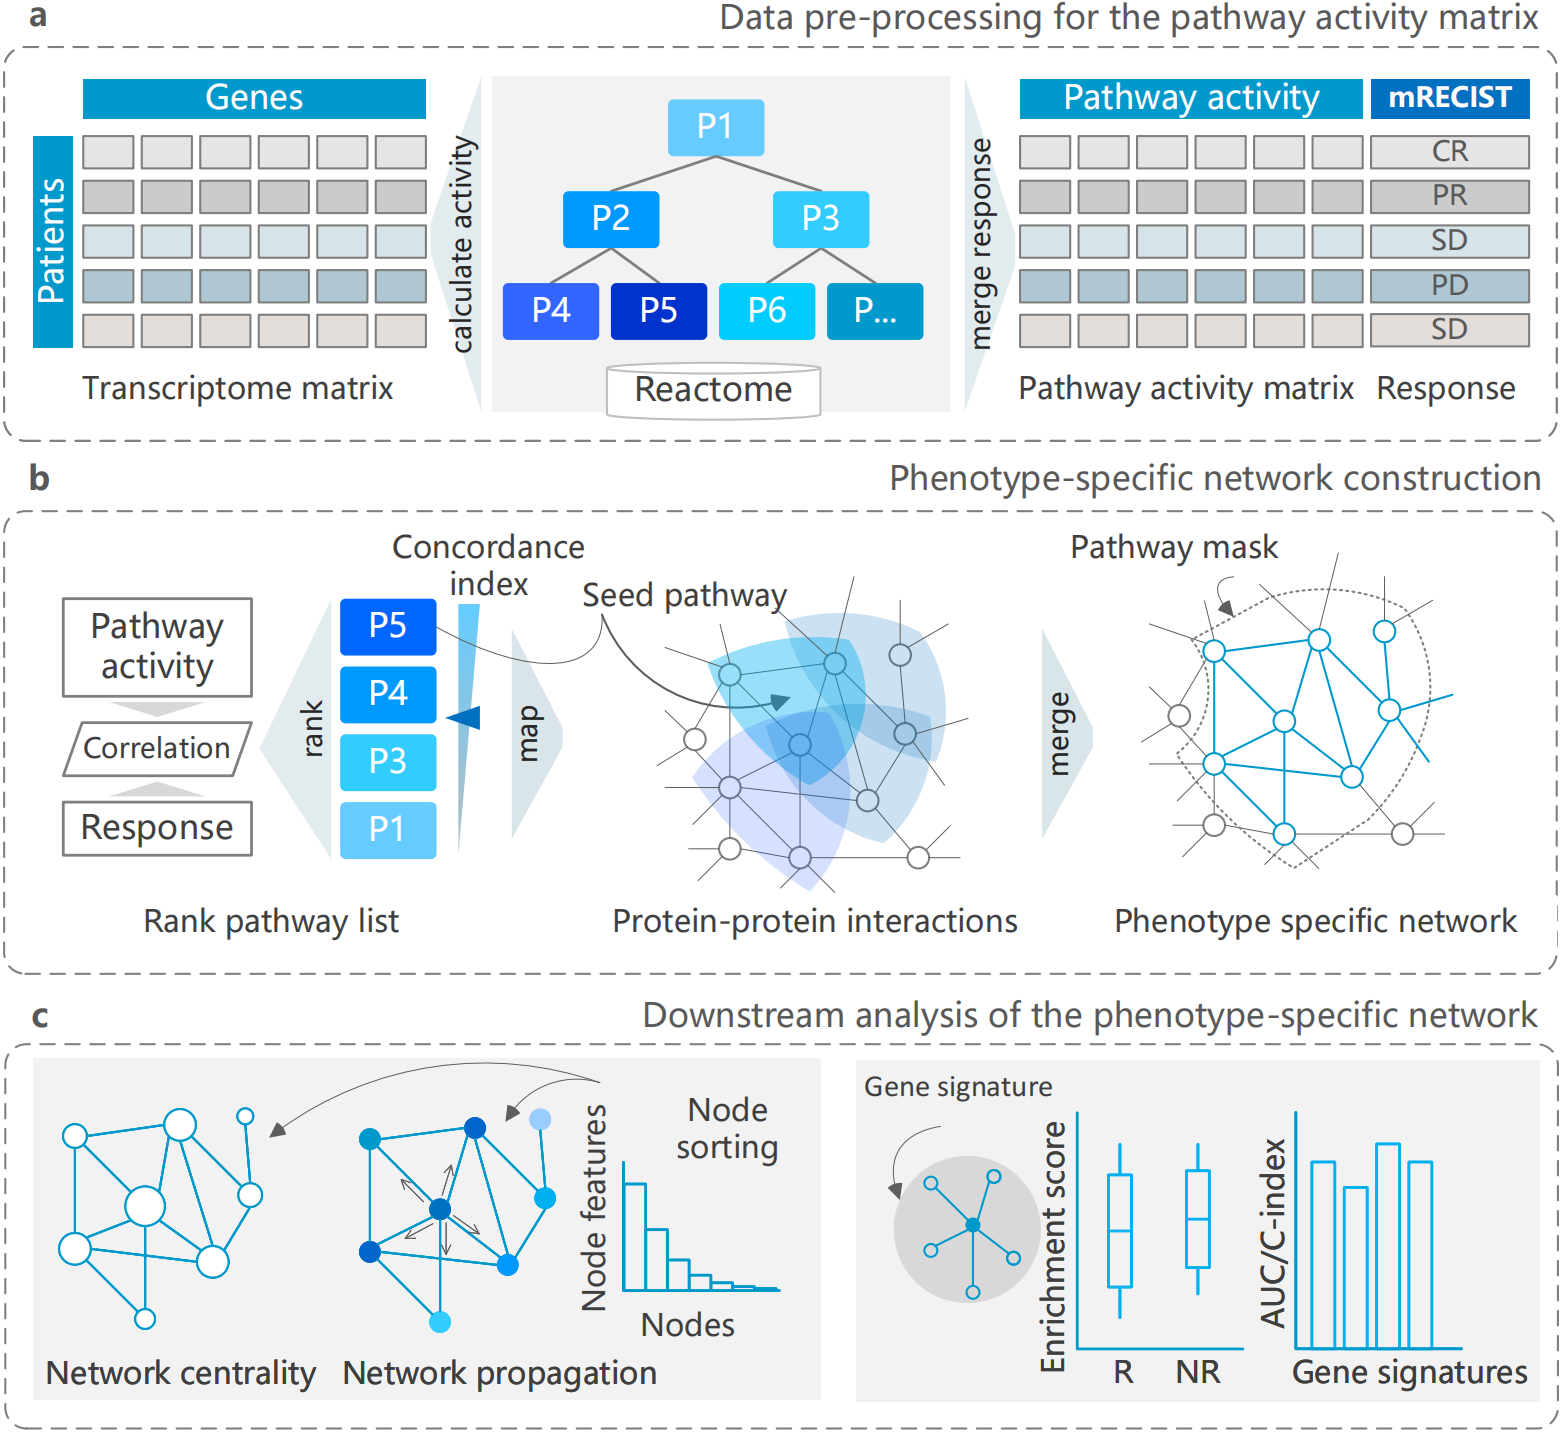 a
Data pre-processing for the pathway activity matrix
Genes
Patients
Transcriptome matrix
calculate activity
P1
P2
P3
P4
P5
P6
P...
Reactome
merge response
Pathway activity
mRECIST
CR
PR
SD
PD
SD
Pathway activity matrix
Response
b
Phenotype-specific network construction
Pathway
activity
Correlation
Response
rank
Concordance
index
P5
P4
P3
P1
Rank pathway list
map
Seed pathway
Protein-protein interactions
merge
Pathway mask
Phenotype specific network
c
Downstream analysis of the phenotype-specific network
Network centrality
Network propagation
Node features
Node
sorting
Nodes
Gene signature
Enrichment score
R
NR
AUC/C-index
Gene signatures